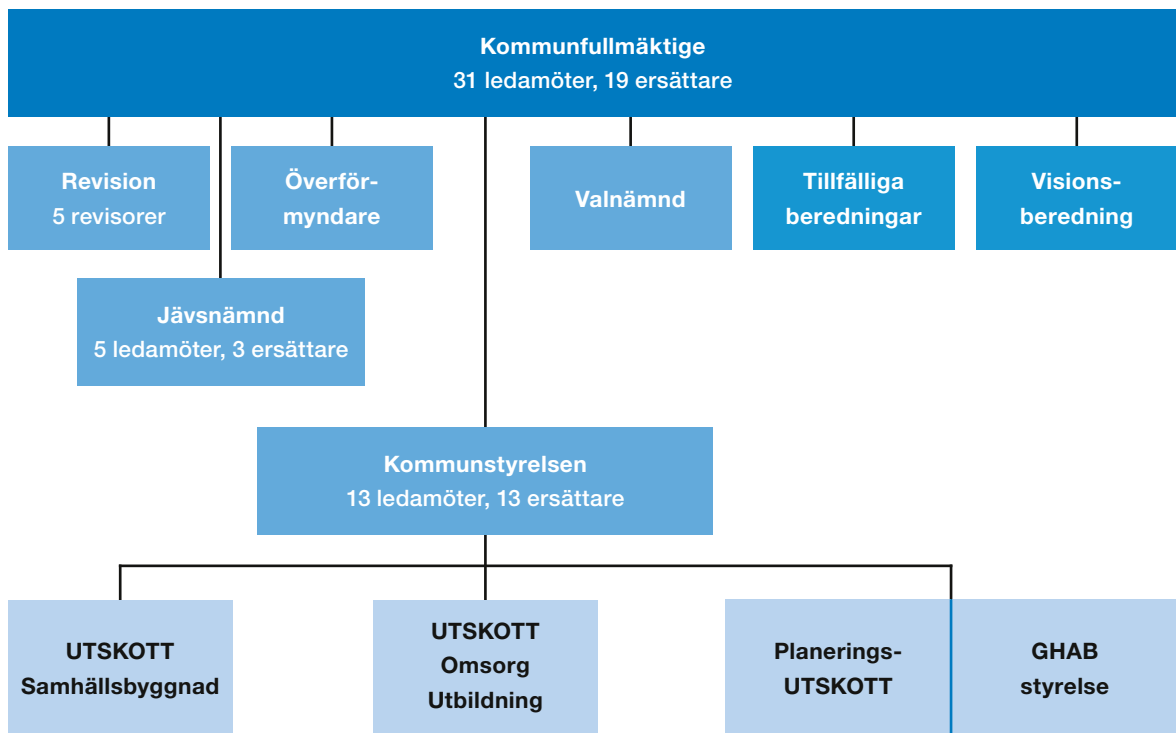 Kommunfullmäktige
31 ledamöter, 19 ersättare
Revision
5 revisorer
Överför-
myndare
Valnämnd
Tillfälliga
beredningar
Visions-
beredning
Jävsnämnd
5 ledamöter, 3 ersättare
Kommunstyrelsen
13 ledamöter, 13 ersättare
UTSKOTT
Samhällsbyggnad
UTSKOTT
Omsorg
Utbildning
Planerings-
UTSKOTT
GHAB
styrelse